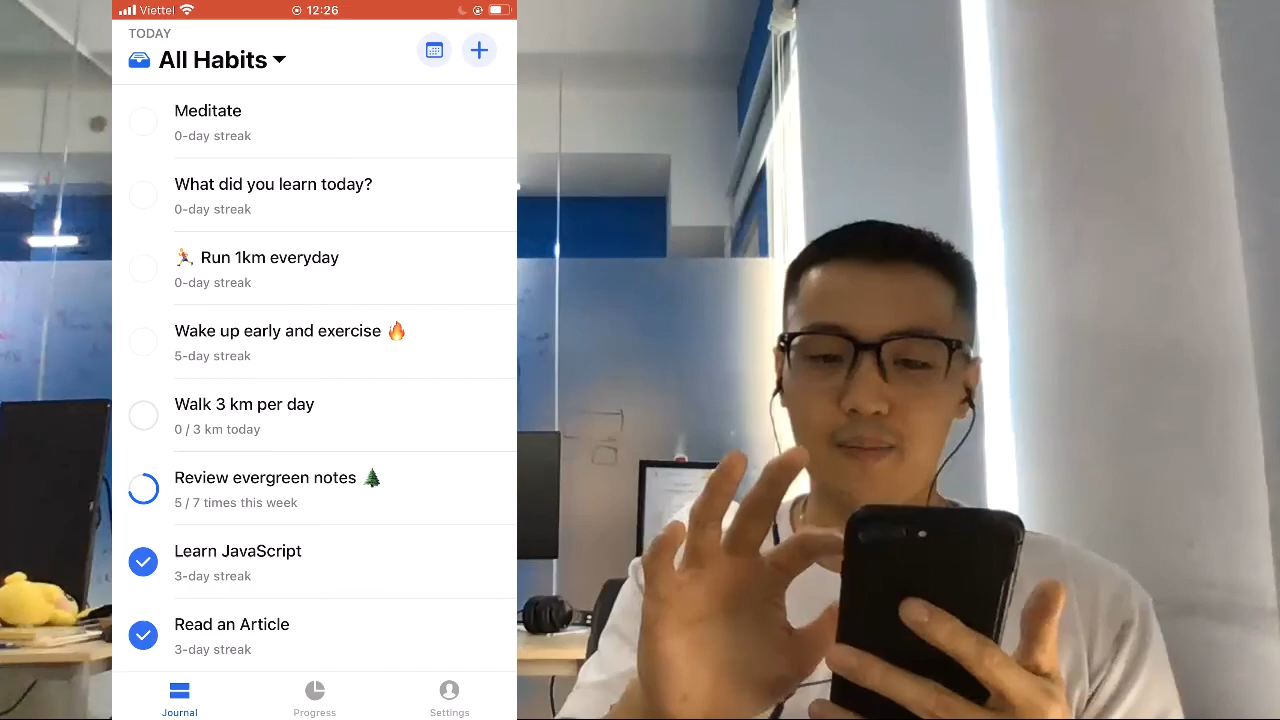 Viettel 12:26
TODAY
All Habits
Meditate
0-day streak
What did you learn today?
0-day streak
🏃 Run 1km everyday
0-day streak
Wake up early and exercise 🔥
5-day streak
Walk 3 km per day
0 / 3 km today
Review evergreen notes 🌲
5 / 7 times this week
Learn JavaScript
3-day streak
Read an Article
3-day streak
Journal Progress Settings